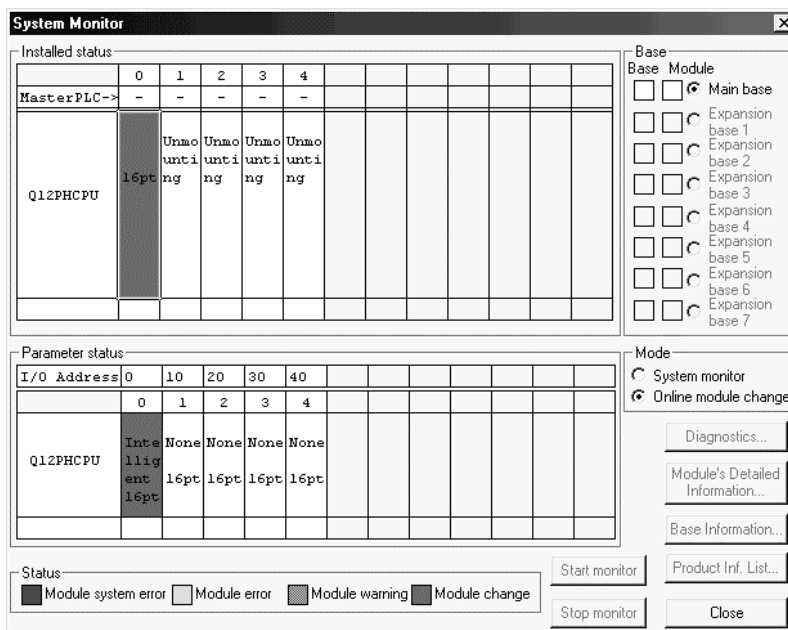 System Monitor
Installed status
0 1 2 3 4
MasterPLC-> - - - - -
Q12PHCPU
16pt
Unmo Unmo Unmo Unmo
unti unti unti unti
ng ng ng ng
Base
Base Module
Main base
Expansion
base 1
Expansion
base 2
Expansion
base 3
Expansion
base 4
Expansion
base 5
Expansion
base 6
Expansion
base 7
Parameter status
I/O Address 0 10 20 30 40
0 1 2 3 4
Q12PHCPU
Inte None None None None
llig
ent 16pt 16pt 16pt 16pt
16pt
Mode
System monitor
Online module change
Diagnostics...
Module's Detailed
Information...
Base Information...
Product Inf. List...
Status
Module system error Module error Module warning Module change
Start monitor
Stop monitor
Close